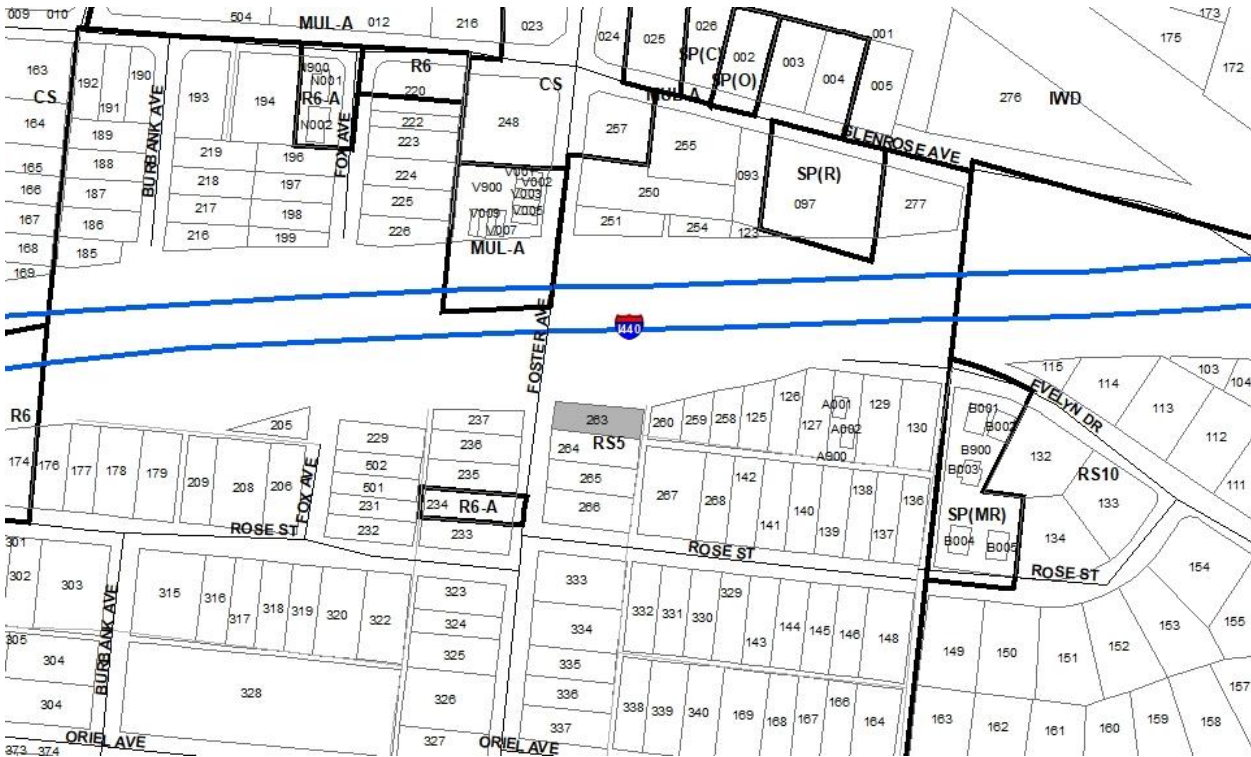 009 010
504
MUL-A
012
216
023
024
025
026
SP(C)
002
SP(O)
003
004
001
005
173
175
172
276
IWD
163
CS
164
192
191
190
BURBANK AVE
193
194
N001
R6-A
N002
FOX AVE
R6
220
222
223
224
225
226
248
CS
257
255
MUL-A
GLENROSE AVE
093
SP(R)
097
277
250
251
254
123
189
188
187
186
185
165
166
167
168
169
219
218
217
216
196
197
198
199
V900
V001
V002
V003
V005
V009
V007
MUL-A
FOSTER AVE
I440
R6
205
174 176 177 178 179 209 208 206
FOX AVE
ROSE ST
229
502
501
231
232
237
236
235
234 R6-A
233
263
264
RS5
265
266
260 259 258 125 126 127
A001
A002
A900
129
130
267
268
142
141
140
139
138
137
136
ROSE ST
115
114
103
104
113
112
111
EVELYN DR
B001
B002
B900
B003
132
RS10
133
SP(MR)
B004 B005
134
ROSE ST
154
301
302
303
305
304
304
BURBANK AVE
315 316 317 318 319 320 322
323
324
325
326
327
328
333
334
335
336
337
332 331 330 329
143
144 145 146 148
149 150 151 152 153
155
157
338 339 340 169 168 167 166 164
163 162 161 160 159 158
373 374
ORIEL AVE
ORIEL AVE